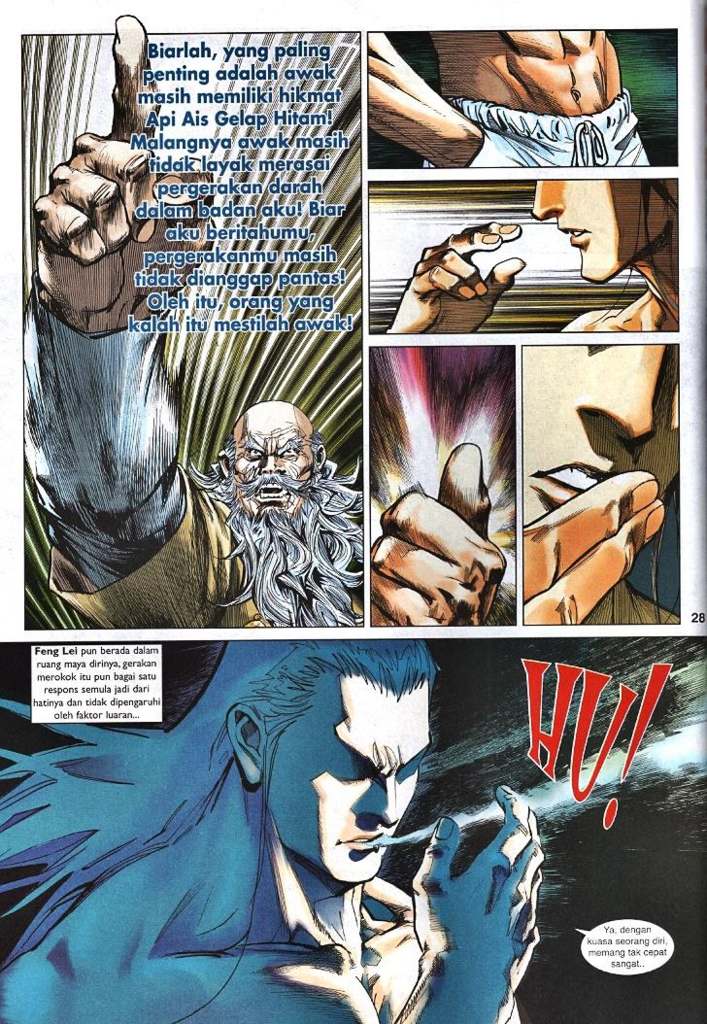 Biarlah, yang paling
penting adalah awak
masih memiliki hikmat
Api Ais Gelap Hitam!
Malangnya awak masih
tidak layak merasai
pergerakan darah
dalam badan aku! Biar
aku beritahumu,
pergerakanmu masih
tidak dianggap pantas!
Oleh itu, orang yang
kalah itu mestilah awak!
28
Feng Lei pun berada dalam
ruang maya dirinya, gerakan
merokok itu pun bagai satu
respons semula jadi dari
hatinya dan tidak dipengaruhi
oleh faktor luaran...
HU!
Ya, dengan
kuasa seorang diri,
memang tak cepat
sangat..